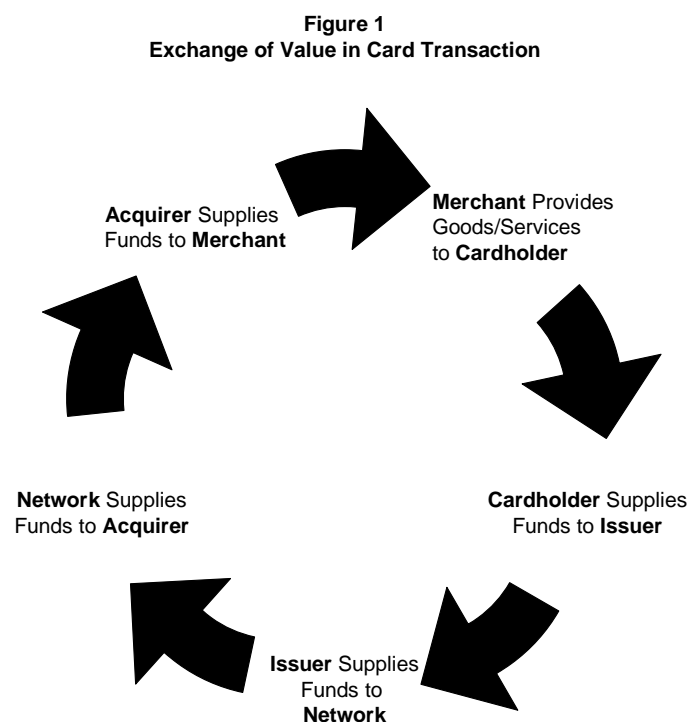 Figure 1
Exchange of Value in Card Transaction
Acquirer Supplies
Funds to Merchant
Merchant Provides
Goods/Services
to Cardholder
Network Supplies
Funds to Acquirer
Cardholder Supplies
Funds to Issuer
Issuer Supplies
Funds to
Network